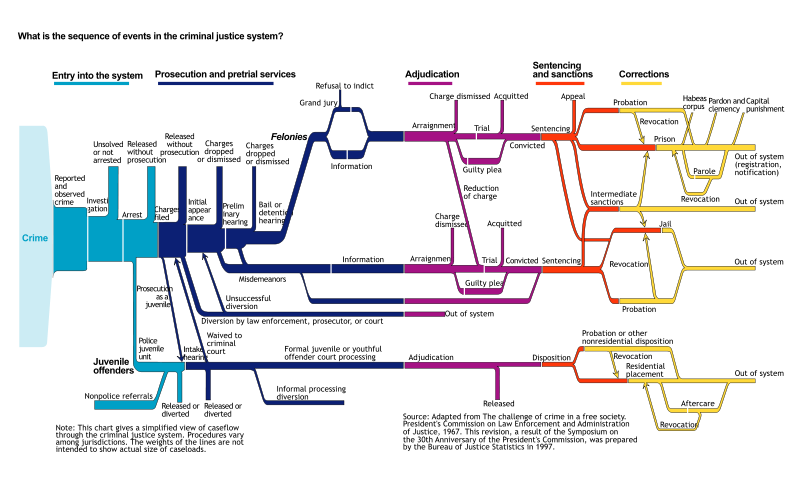 What is the sequence of events in the criminal justice system?
Entry into the system
Prosecution and pretrial services
Adjudication
Sentencing
and sanctions
Corrections
Crime
Reported
and
observed
crime
Investi
gation
Unsolved
or not
arrested
Arrest
Released
without
prosecution
Charges
filed
Released
without
prosecution
Initial
appear
ance
Charges
dropped
or dismissed
Prelim
inary
hearing
Charges
dropped
or dismissed
Bail or
detention
hearing
Felonies
Refusal to indict
Grand jury
Information
Arraignment
Charge dismissed
Acquitted
Trial
Convicted
Guilty plea
Reduction
of charge
Sentencing
Appeal
Probation
Revocation
Prison
Habeas
corpus
Pardon and
clemency
Capital
punishment
Out of system
(registration,
notification)
Parole
Revocation
Intermediate
sanctions
Out of system
Misdemeanors
Information
Arraignment
Charge
dismissed
Acquitted
Trial
Convicted
Guilty plea
Sentencing
Jail
Revocation
Probation
Out of system
Unsuccessful
diversion
Diversion by law enforcement, prosecutor, or court
Out of system
Prosecution
as a
juvenile
Waived to
criminal
court
Police
juvenile
unit
Juvenile
offenders
Nonpolice referrals
Intake
hearing
Released or
diverted
Released or
diverted
Formal juvenile or youthful
offender court processing
Informal processing
diversion
Adjudication
Released
Disposition
Probation or other
nonresidential disposition
Revocation
Residential
placement
Out of system
Aftercare
Revocation
Note: This chart gives a simplified view of caseflow
through the criminal justice system. Procedures vary
among jurisdictions. The weights of the lines are not
intended to show actual size of caseloads.
Source: Adapted from The challenge of crime in a free society.
President's Commission on Law Enforcement and Administration
of Justice, 1967. This revision, a result of the Symposium on
the 30th Anniversary of the President's Commission, was prepared
by the Bureau of Justice Statistics in 1997.